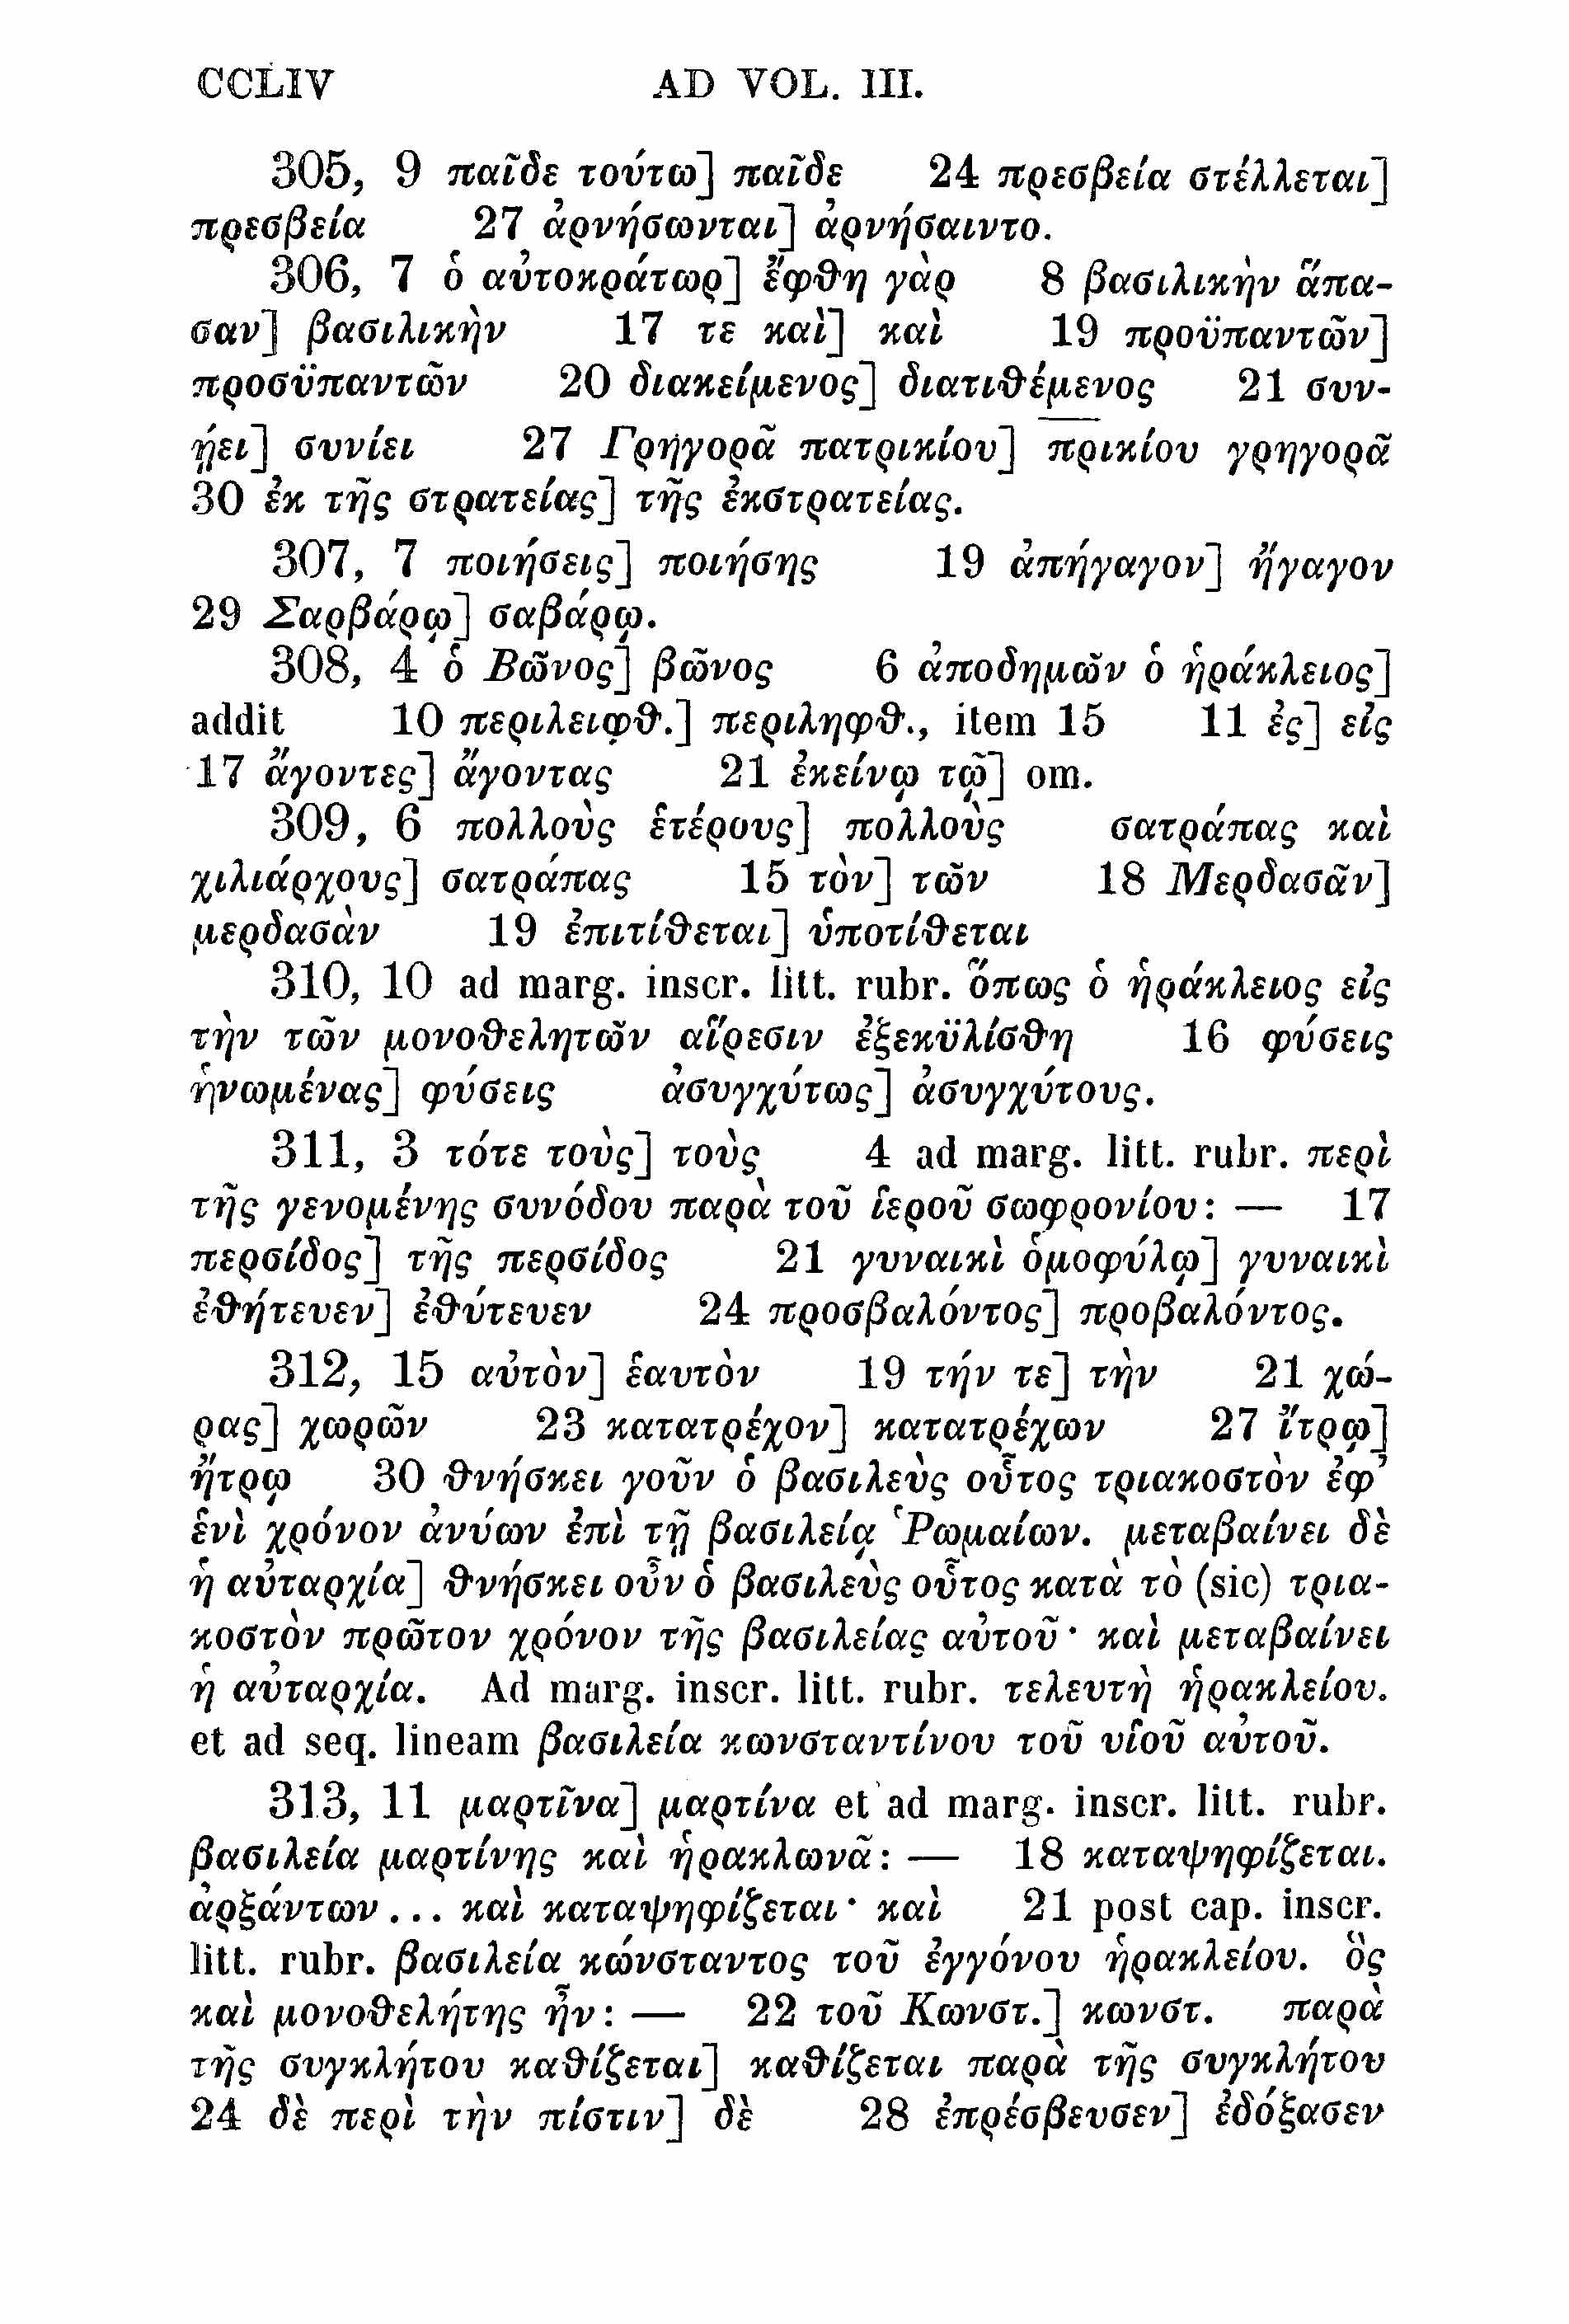 CCLIV AD VOL. III.
305, 9 παῖδε τούτω] παῖδε 24 πρεσβεία στέλλεται]
πρεσβεία 27 ἀρνήσωνται] ἀρνήσαιντο.
306, 7 ὁ αὐτοκράτωρ] ἔφθη γὰρ 8 βασιλικὴν ἅπα-
σαν] βασιλικὴν 17 τε καὶ] καὶ 19 προϋπαντῶν]
προσϋπαντῶν 20 διακείμενος] διατιθέμενος 21 συν-
ῄει] συνίει 27 Γρηγορᾶ πατρικίου] πρικίου γρηγορᾶ
30 ἐκ τῆς στρατείας] τῆς ἐκστρατείας.
307, 7 ποιήσεις] ποιήσης 19 ἀπήγαγον] ἤγαγον
29 Σαρβάρῳ] σαβάρῳ.
308, 4 ὁ Βῶνος] βῶνος 6 ἀποδημῶν ὁ ἡράκλειος]
addit 10 περιλειφθ.] περιληφθ., item 15 11 ἐς] εἰς
17 ἄγοντες] ἄγοντας 21 ἐκείνῳ τῷ] om.
309, 6 πολλοὺς ἑτέρους] πολλοὺς σατράπας καὶ
χιλιάρχους] σατράπας 15 τὸν] τῶν 18 Μερδασᾶν]
μερδασὰν 19 ἐπιτίθεται] ὑποτίθεται
310, 10 ad marg. inscr. litt. rubr. ὅπως ὁ ἡράκλειος εἰς
τὴν τῶν μονοθελητῶν αἵρεσιν ἐξεκϋλίσθη 16 φύσεις
ἡνωμένας] φύσεις ἀσυγχύτως] ἀσυγχύτους.
311, 3 τότε τοὺς] τοὺς 4 ad marg. litt. rubr. περὶ
τῆς γενομένης συνόδου παρὰ τοῦ ἱεροῦ σωφρονίου: — 17
περσίδος] τῆς περσίδος 21 γυναικὶ ὁμοφύλῳ] γυναικὶ
ἐθήτευεν] ἐθύτευεν 24 προσβαλόντος] προβαλόντος.
312, 15 αὐτὸν] ἑαυτὸν 19 τήν τε] τὴν 21 χώ-
ρας] χωρῶν 23 κατατρέχον] κατατρέχων 27 ἴτρῳ]
ἤτρῳ 30 θνήσκει γοῦν ὁ βασιλεὺς οὗτος τριακοστὸν ἐφ’
ἑνὶ χρόνον ἀνύων ἐπὶ τῇ βασιλείᾳ Ῥωμαίων. μεταβαίνει δὲ
ἡ αὐταρχία] θνήσκει οὖν ὁ βασιλεὺς οὗτος κατὰ τὸ (sic) τρια-
κοστὸν πρῶτον χρόνον τῆς βασιλείας αὐτοῦ· καὶ μεταβαίνει
ἡ αὐταρχία. Ad marg. inscr. litt. rubr. τελευτὴ ἡρακλείου.
et ad seq. lineam βασιλεία κωνσταντίνου τοῦ υἱοῦ αὐτοῦ.
313, 11 μαρτῖνα] μαρτίνα et ad marg. inscr. litt. rubr.
βασιλεία μαρτίνης καὶ ἡρακλωνᾶ: — 18 καταψηφίζεται.
ἀρξάντων ... καὶ καταψηφίζεται· καὶ 21 post cap. inscr.
litt. rubr. βασιλεία κώνσταντος τοῦ ἐγγόνου ἡρακλείου. ὃς
καὶ μονοθελήτης ἦν: — 22 τοῦ Κωνστ.] κωνστ. παρὰ
τῆς συγκλήτου καθίζεται] καθίζεται παρὰ τῆς συγκλήτου
24 δὲ περὶ τὴν πίστιν] δὲ 28 ἐπρέσβευσεν] ἐδόξασεν